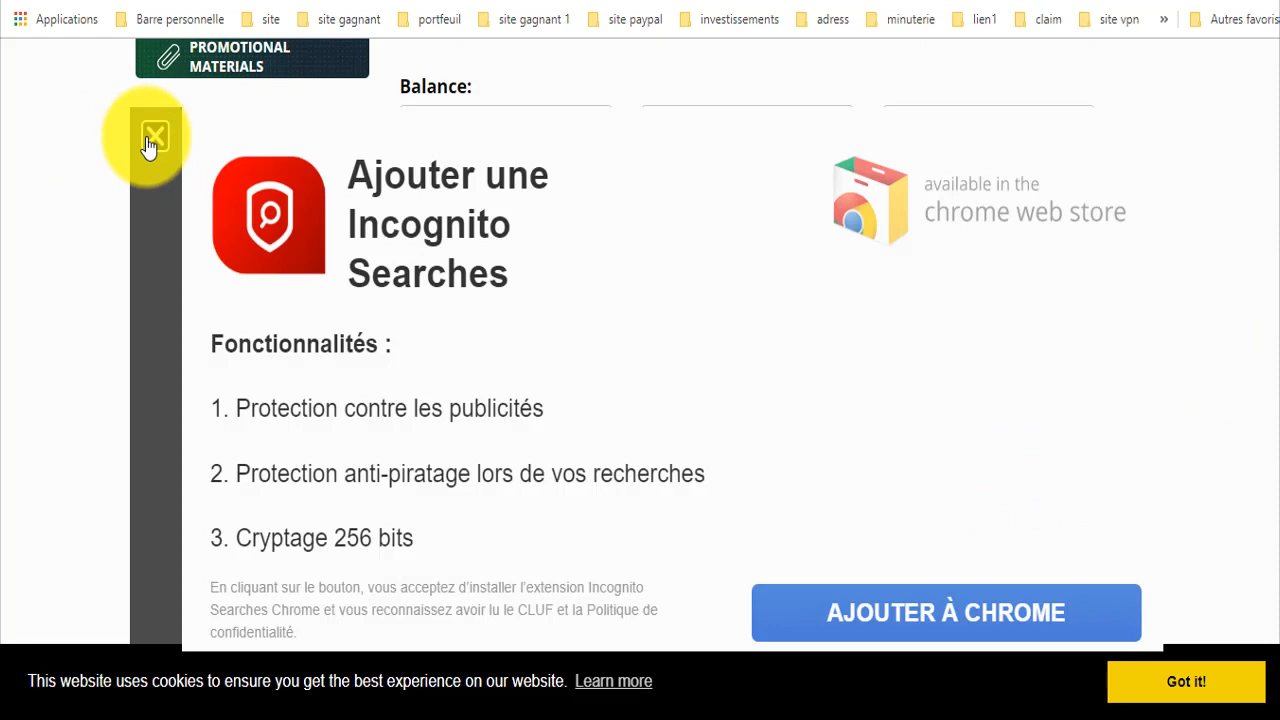 Applications Barre personnelle site site gagnant portfeuil site gagnant 1 site paypal investissements adress minuterie lien1 claim site vpn » Autres favoris
PROMOTIONAL
MATERIALS
Balance:
Ajouter une
Incognito
Searches
available in the
chrome web store
Fonctionnalités :
1. Protection contre les publicités
2. Protection anti-piratage lors de vos recherches
3. Cryptage 256 bits
En cliquant sur le bouton, vous acceptez d'installer l'extension Incognito
Searches Chrome et vous reconnaissez avoir lu le CLUF et la Politique de
confidentialité.
AJOUTER À CHROME
This website uses cookies to ensure you get the best experience on our website. Learn more
Got it!